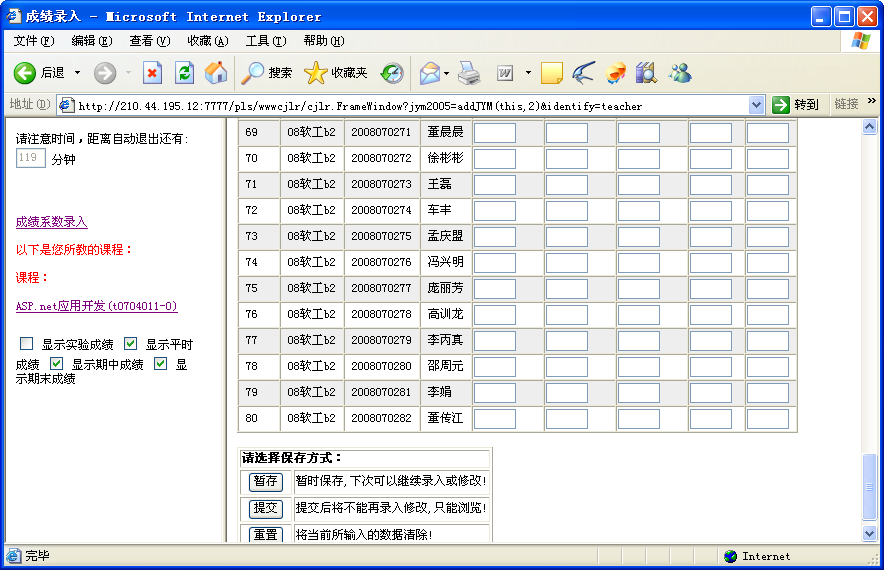 成绩录入 - Microsoft Internet Explorer
文件(F) 编辑(E) 查看(V) 收藏(A) 工具(T) 帮助(H)
后退 搜索 收藏夹
地址(D) http://210.44.195.12:7777/pls/wwwcjlr/cjlr.FrameWindow?jym2005=addJYM(this,2)&identify=teacher 转到 链接 »
请注意时间，距离自动退出还有:
119 分钟
成绩系数录入
以下是您所教的课程：
课程：
ASP.net应用开发(t0704011-0)
显示实验成绩 显示平时
成绩 显示期中成绩 显
示期末成绩
69 08软工b2 2008070271 董晨晨
70 08软工b2 2008070272 徐彬彬
71 08软工b2 2008070273 王磊
72 08软工b2 2008070274 车丰
73 08软工b2 2008070275 孟庆盟
74 08软工b2 2008070276 冯兴明
75 08软工b2 2008070277 庞丽芳
76 08软工b2 2008070278 高训龙
77 08软工b2 2008070279 李丙真
78 08软工b2 2008070280 邵周元
79 08软工b2 2008070281 李娟
80 08软工b2 2008070282 董传江
请选择保存方式：
暂存 暂时保存,下次可以继续录入或修改!
提交 提交后将不能再录入修改,只能浏览!
重置 将当前所输入的数据清除!
完毕 Internet